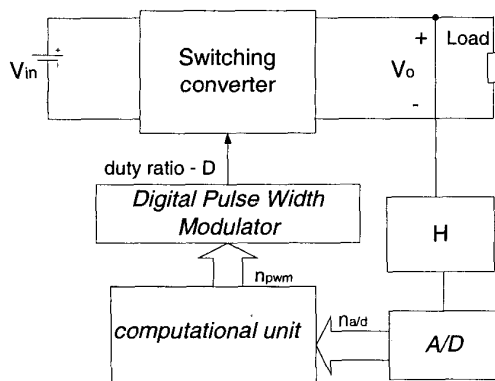 Switching
converter
Vin
+
+
Vo
-
Load
duty ratio - D
Digital Pulse Width
Modulator
H
npwm
computational unit
na/d
A/D